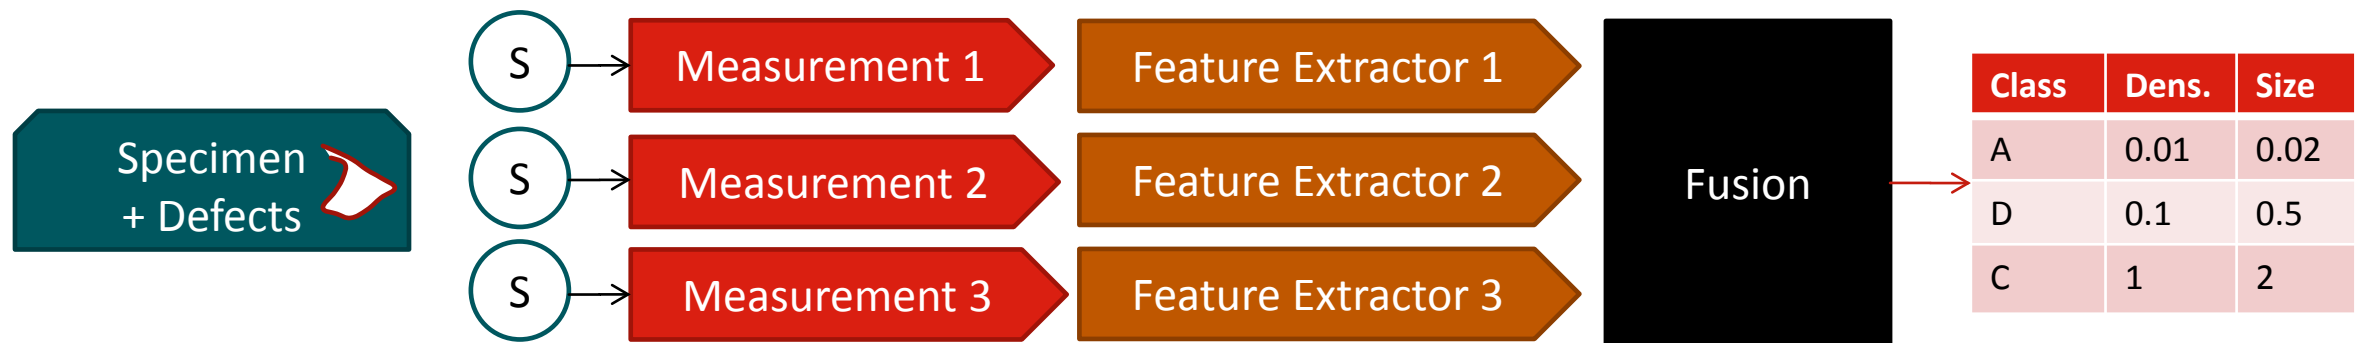 Specimen
+ Defects
S
Measurement 1
Feature Extractor 1
S
Measurement 2
Feature Extractor 2
S
Measurement 3
Feature Extractor 3
Fusion
Class Dens. Size
A 0.01 0.02
D 0.1 0.5
C 1 2